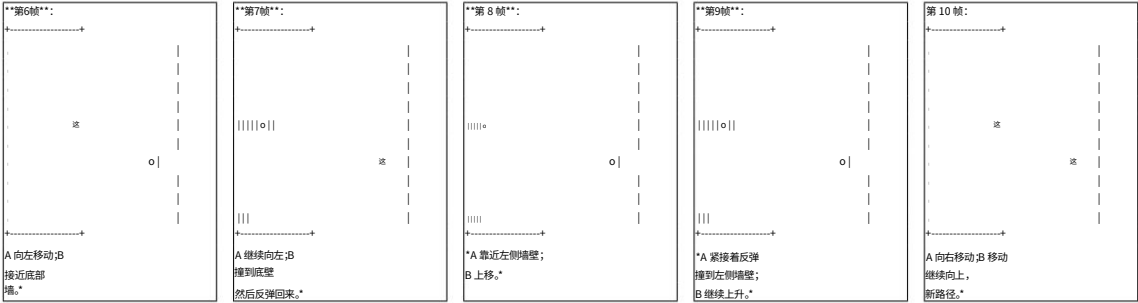 **第6帧**:
+-------------------+
|
|
|
|
这
|
|
o |
|
|
|
+-------------------+
A 向左移动;B
接近底部
墙。*
**第7帧**:
+-------------------+
|
|
|
|
|||||o||
|
|
这
|
|
||| |
+-------------------+
A 继续向左;B
撞到底壁
然后反弹回来。*
**第 8 帧**:
+-------------------+
|
|
|
|
|||||o
|
|
o |
|
|
||||| |
+-------------------+
*A 靠近左侧墙壁;
B 上移。*
**第9帧**:
+-------------------+
|
|
|
|
|||||o||
|
|
o |
|
|
||| |
+-------------------+
*A 紧接着反弹
撞到左侧墙壁;
B 继续上升。*
第 10 帧:
+-------------------+
|
|
|
|
这
|
|
这
|
|
|
+-------------------+
A 向右移动;B 移动
继续向上,
新路径。*